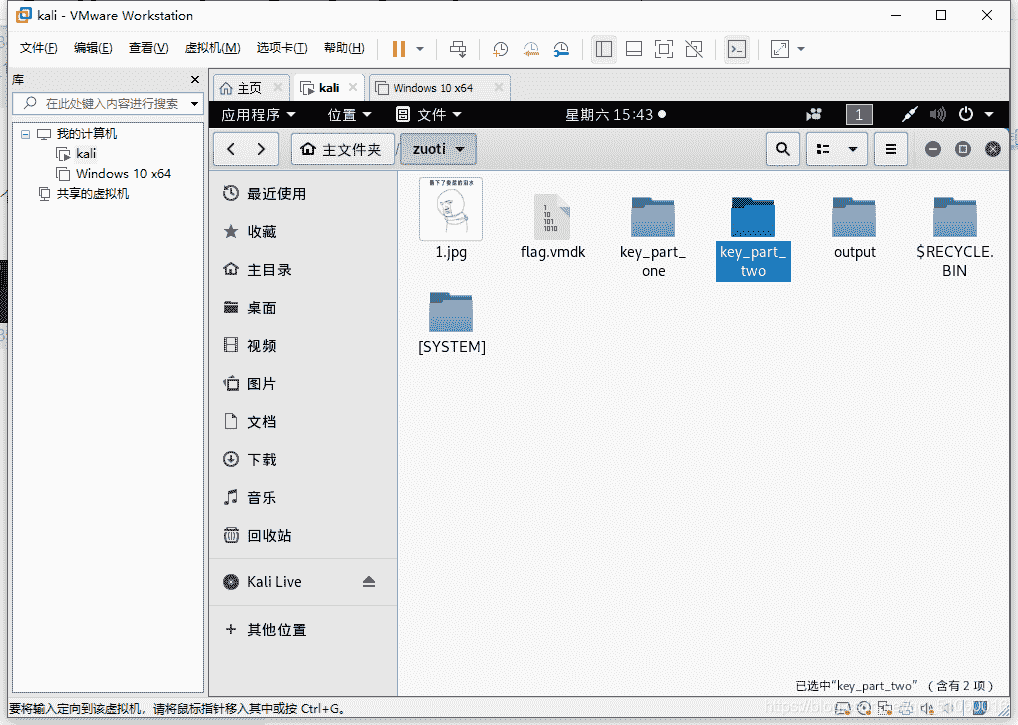 kali - VMware Workstation
文件(F) 编辑(E) 查看(V) 虚拟机(M) 选项卡(T) 帮助(H)
库
在此处键入内容进行搜索
我的计算机
kali
Windows 10 x64
共享的虚拟机
主页 kali Windows 10 x64
应用程序 位置 文件 星期六 15:43 1
主文件夹 / zuoti
最近使用
收藏
主目录
桌面
视频
图片
文档
下载
音乐
回收站
Kali Live
其他位置
1.jpg
flag.vmdk
key_part_
one
key_part_
two
output
$RECYCLE.
BIN
[SYSTEM]
已选中“key_part_two” (含有 2 项)
要将输入定向到该虚拟机,请将鼠标指针移入其中或按 Ctrl+G。